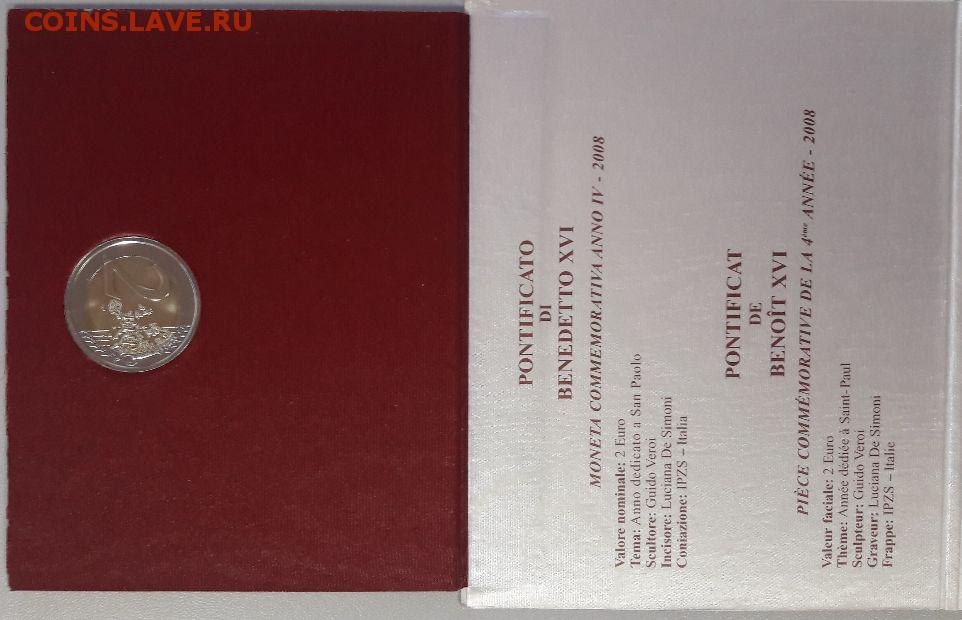 COINS.LAVE.RU
PONTIFICATO
DI
BENEDETTO XVI
MONETA COMMEMORATIVA ANNO IV - 2008
Valore nominale: 2 Euro
Tema: Anno dedicato a San Paolo
Scultore: Guido Veroi
Incisore: Luciana De Simoni
Coniazione: IPZS – Italia
PONTIFICAT
DE
BENOÎT XVI
PIÈCE COMMÉMORATIVE DE LA 4ème ANNÉE - 2008
Valeur faciale: 2 Euro
Thème: Année dédiée à Saint-Paul
Sculpteur: Guido Veroi
Graveur: Luciana De Simoni
Frappe: IPZS – Italie
2